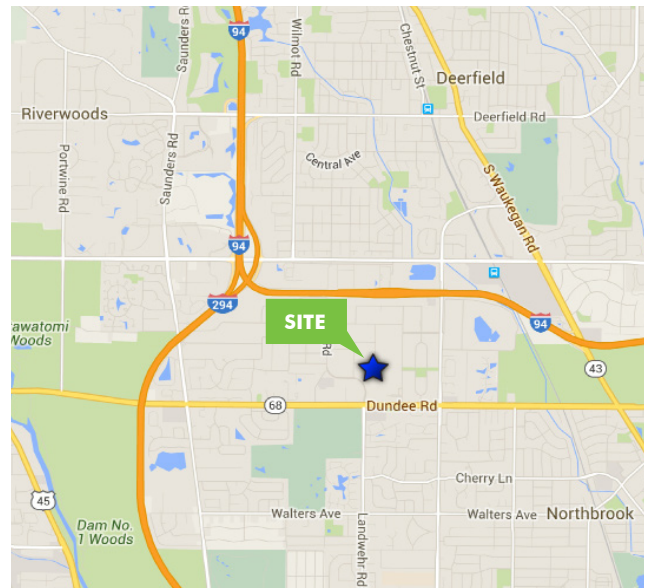 94
Saunders Rd
Wilmot Rd
Chestnut St
Deerfield
Riverwoods
Deerfield Rd
Portwine Rd
Saunders Rd
Central Ave
S Waukegan Rd
94
294
SITE
94
rawatomi
Woods
Rd
43
68
Dundee Rd
Cherry Ln
45
Walters Ave
Walters Ave
Northbrook
Dam No.
1 Woods
Landwehr Rd